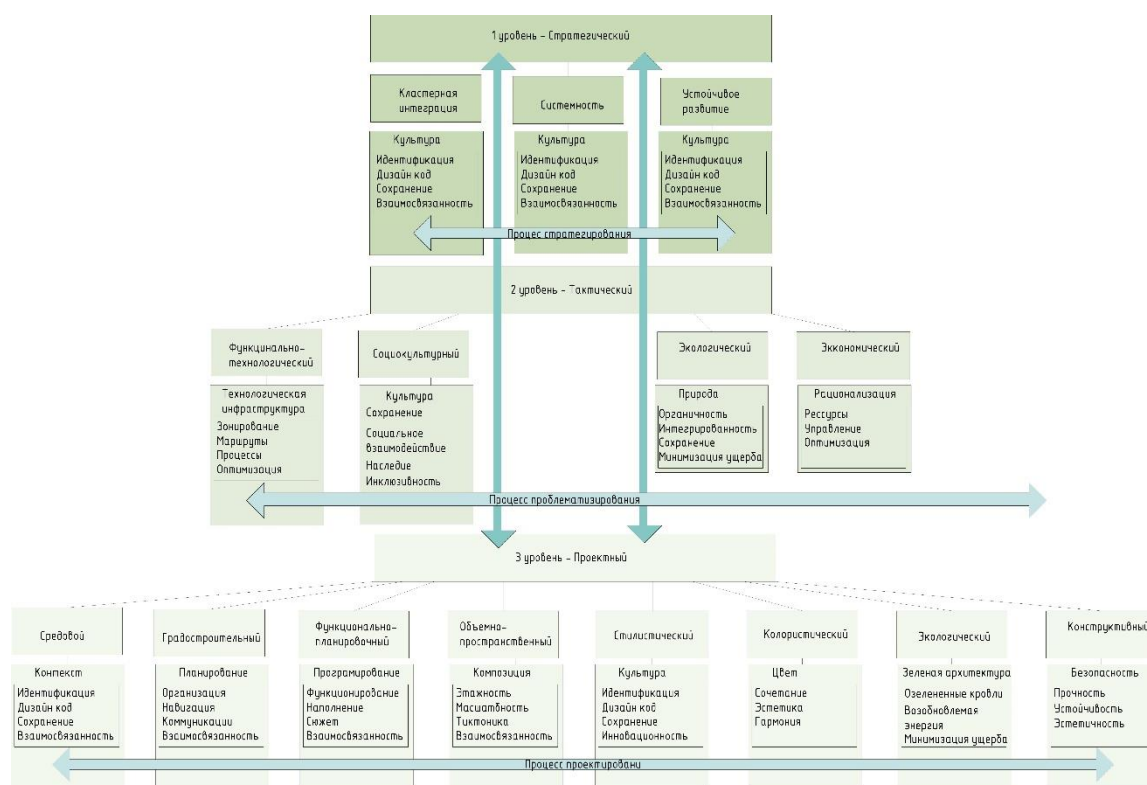 1 уровень - Стратегический
Кластерная
интеграция
Системность
Устойчивое
развитие
Культура
Идентификация
Дизайн код
Сохранение
Взаимосвязанность
Культура
Идентификация
Дизайн код
Сохранение
Взаимосвязанность
Культура
Идентификация
Дизайн код
Сохранение
Взаимосвязанность
Процес стратегирования
2 уровень - Тактический
Функцинально-
технологический
Социокультурный
Экологический
Эккономический
Технологическая
инфраструктура
Зонирование
Маршруты
Процессы
Оптимизация
Культура
Сохранение
Социальное
взаимодействие
Наследие
Инклюзивность
Природа
Органичность
Интегрированность
Сохранение
Минимизация ущерба
Рационализация
Рессурсы
Управление
Оптимизация
Процесс проблематизирования
3 уровень - Проектный
Средовой
Градостроительный
Функционально-
планировочный
Объемно-
пространственный
Стилистический
Колористический
Экологический
Конструктивный
Контекст
Идентификация
Дизайн код
Сохранение
Взаимосвязанность
Планирование
Организация
Навигация
Коммуникации
Взаимосвязанность
Програмирование
Функционирование
Наполнение
Сюжет
Взаимосвязанность
Композиция
Этажность
Масшатбность
Тиктоника
Взаимосвязанность
Культура
Идентификация
Дизайн код
Сохранение
Инновационность
Цвет
Сочетание
Эстетика
Гармония
Зеленая архитектура
Озелененные кровли
Возобновлемая
энергия
Минимизация ущерба
Безопасность
Прочность
Устойчивость
Эстетичность
Процесс проектировани